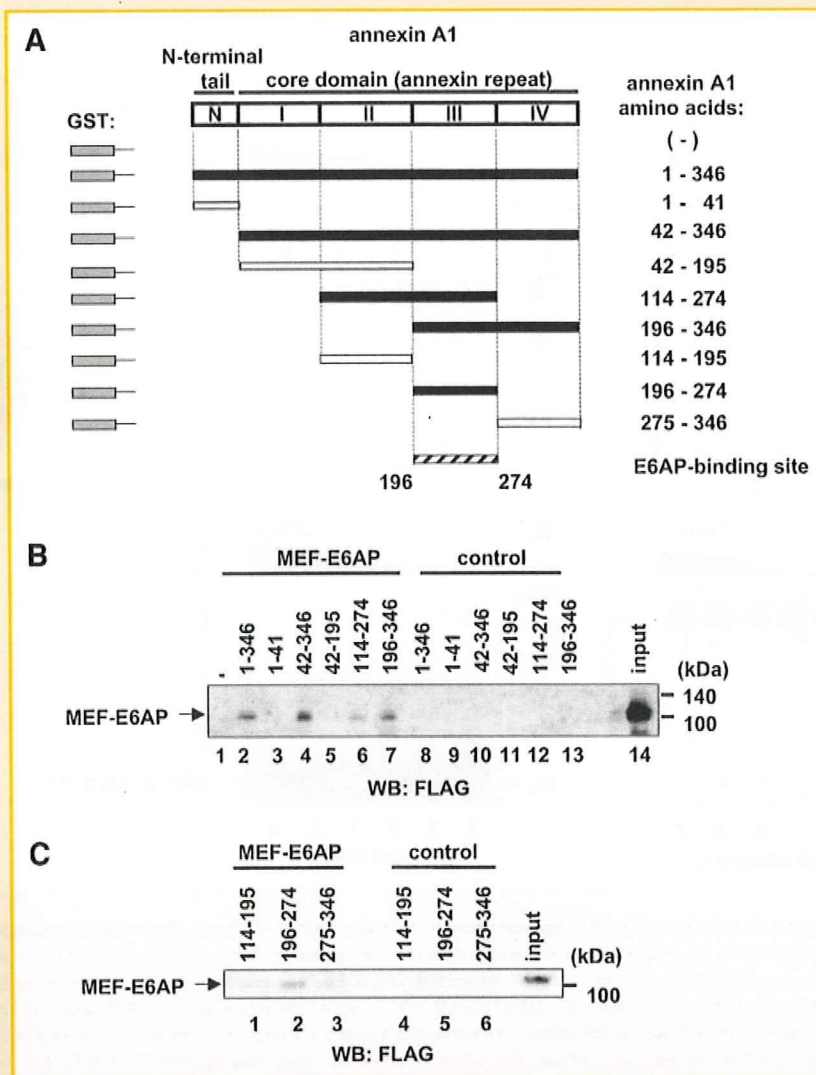 A
annexin A1
N-terminal
tail
core domain (annexin repeat)
annexin A1
amino acids:
GST:
N I II III IV
( - )
1 - 346
1 - 41
42 - 346
42 - 195
114 - 274
196 - 346
114 - 195
196 - 274
275 - 346
E6AP-binding site
196 274
B
MEF-E6AP control
- 1-346 1-41 42-346 42-195 114-274 196-346 1-346 1-41 42-346 42-195 114-274 196-346 input
(kDa)
140
MEF-E6AP
100
1 2 3 4 5 6 7 8 9 10 11 12 13 14
WB: FLAG
C
MEF-E6AP control
114-195 196-274 275-346 114-195 196-274 275-346 input
(kDa)
MEF-E6AP
100
1 2 3 4 5 6
WB: FLAG